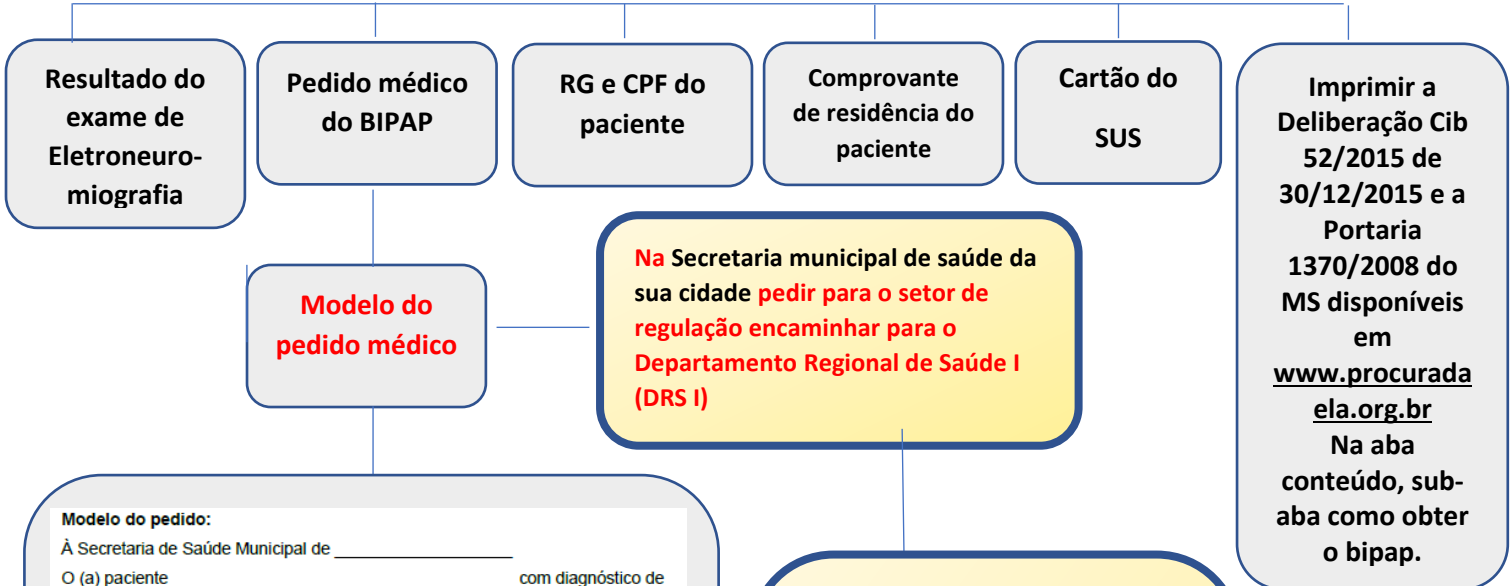 Resultado do
exame de
Eletroneuro-
miografia
Pedido médico
do BIPAP
RG e CPF do
paciente
Comprovante
de residência do
paciente
Cartão do
SUS
Imprimir a
Deliberação Cib
52/2015 de
30/12/2015 e a
Portaria
1370/2008 do
MS disponíveis
em
www.procurada
ela.org.br
Na aba
conteúdo, sub-
aba como obter
o bipap.
Modelo do
pedido médico
Na Secretaria municipal de saúde da
sua cidade pedir para o setor de
regulação encaminhar para o
Departamento Regional de Saúde I
(DRS I)
Modelo do pedido:
À Secretaria de Saúde Municipal de ____________________
O (a) paciente ________________________________________ com diagnóstico de